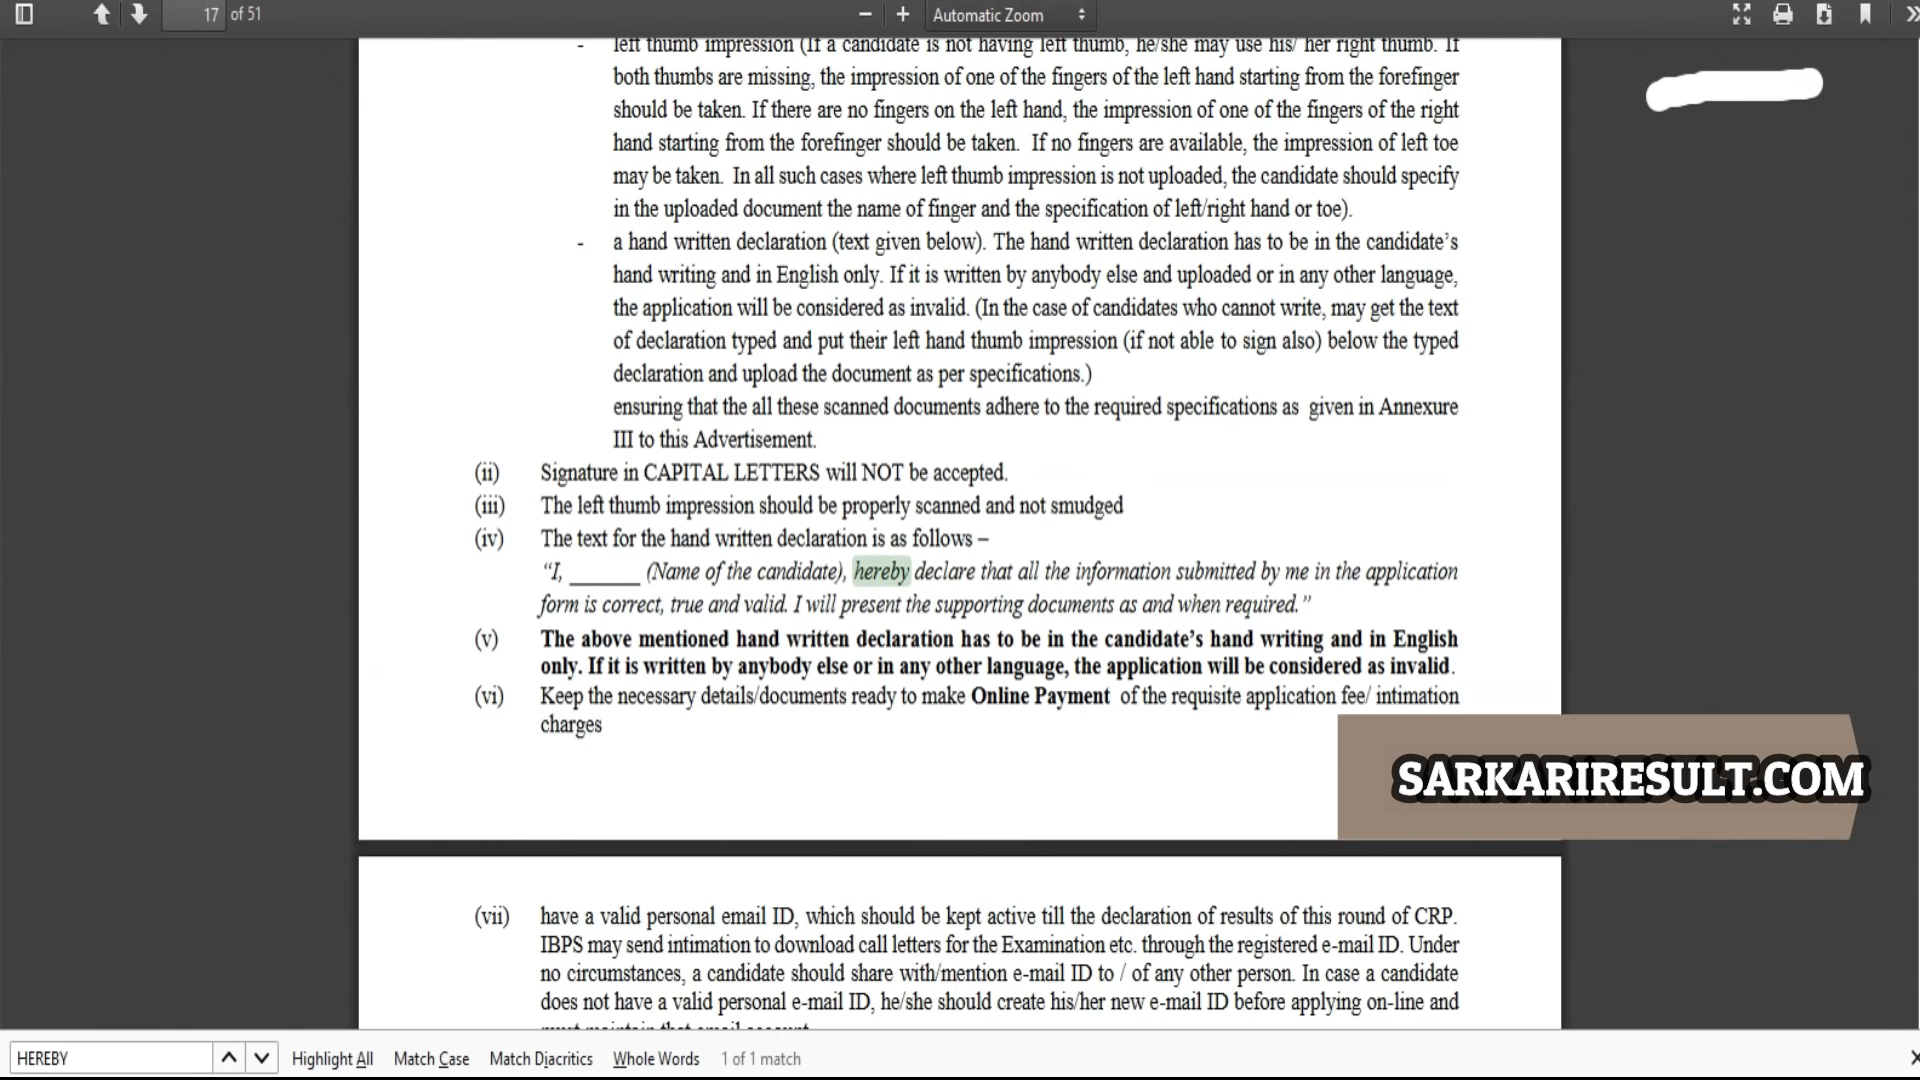 17 of 51
Automatic Zoom
- left thumb impression (If a candidate is not having left thumb, he/she may use his/ her right thumb. If
both thumbs are missing, the impression of one of the fingers of the left hand starting from the forefinger
should be taken. If there are no fingers on the left hand, the impression of one of the fingers of the right
hand starting from the forefinger should be taken. If no fingers are available, the impression of left toe
may be taken. In all such cases where left thumb impression is not uploaded, the candidate should specify
in the uploaded document the name of finger and the specification of left/right hand or toe).
- a hand written declaration (text given below). The hand written declaration has to be in the candidate’s
hand writing and in English only. If it is written by anybody else and uploaded or in any other language,
the application will be considered as invalid. (In the case of candidates who cannot write, may get the text
of declaration typed and put their left hand thumb impression (if not able to sign also) below the typed
declaration and upload the document as per specifications.)
ensuring that the all these scanned documents adhere to the required specifications as given in Annexure
III to this Advertisement.
(ii) Signature in CAPITAL LETTERS will NOT be accepted.
(iii) The left thumb impression should be properly scanned and not smudged
(iv) The text for the hand written declaration is as follows –
“I, _______ (Name of the candidate), hereby declare that all the information submitted by me in the application
form is correct, true and valid. I will present the supporting documents as and when required.”
(v) The above mentioned hand written declaration has to be in the candidate’s hand writing and in English
only. If it is written by anybody else or in any other language, the application will be considered as invalid.
(vi) Keep the necessary details/documents ready to make Online Payment of the requisite application fee/ intimation
charges
SARKARIRESULT.COM
(vii) have a valid personal email ID, which should be kept active till the declaration of results of this round of CRP.
IBPS may send intimation to download call letters for the Examination etc. through the registered e-mail ID. Under
no circumstances, a candidate should share with/mention e-mail ID to / of any other person. In case a candidate
does not have a valid personal e-mail ID, he/she should create his/her new e-mail ID before applying on-line and
must maintain that email account.
HEREBY Highlight All Match Case Match Diacritics Whole Words 1 of 1 match